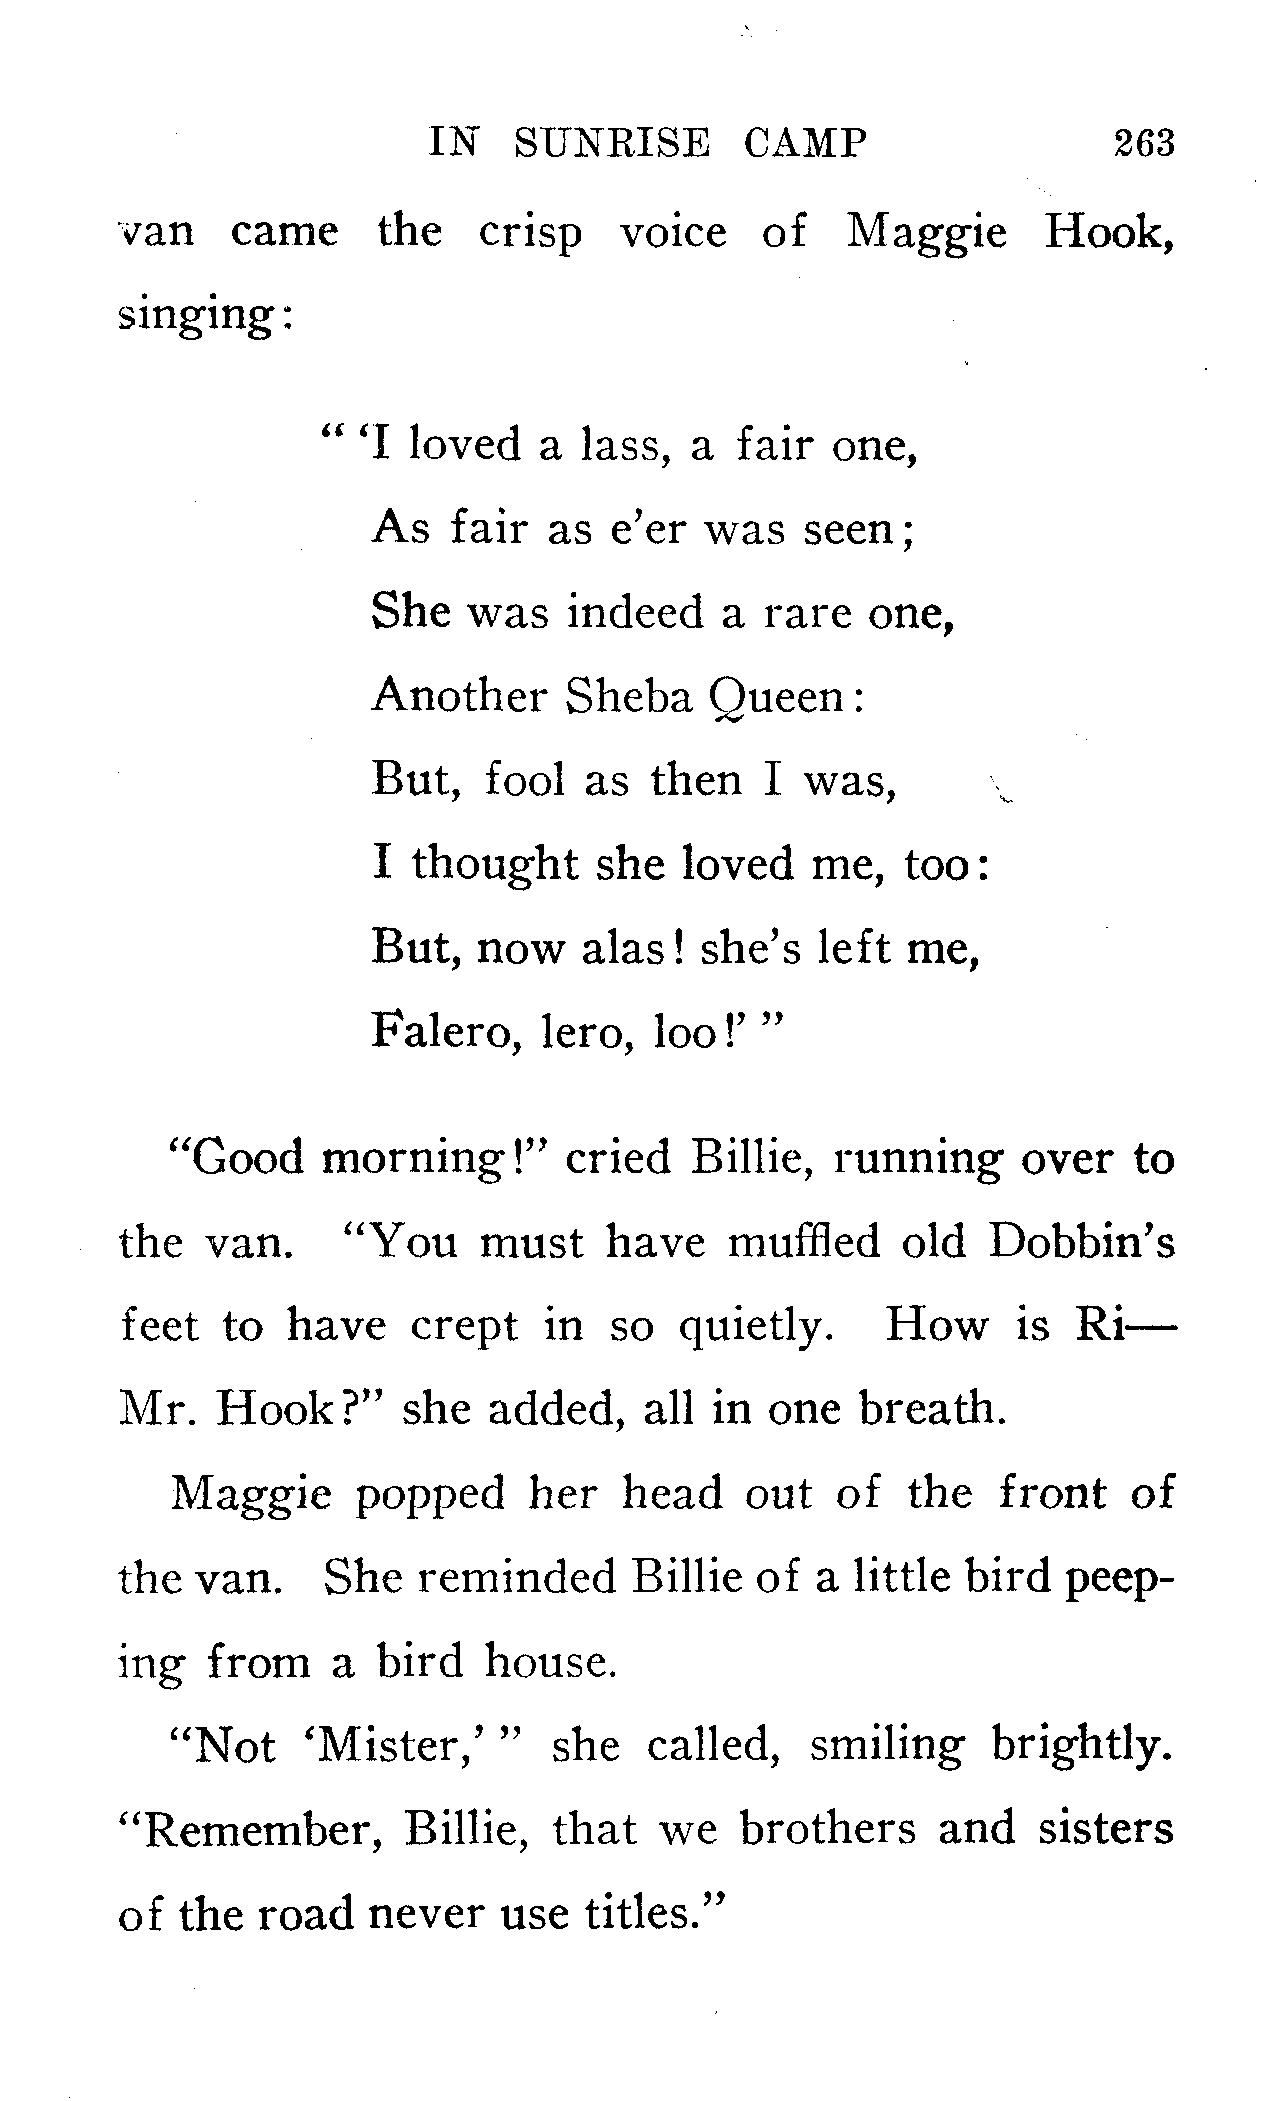 IN SUNRISE CAMP 263
van came the crisp voice of Maggie Hook,
singing:
“ ‘I loved a lass, a fair one,
As fair as e’er was seen;
She was indeed a rare one,
Another Sheba Queen:
But, fool as then I was,
I thought she loved me, too:
But, now alas! she’s left me,
Falero, lero, loo!’ ”
“Good morning!” cried Billie, running over to
the van. “You must have muffled old Dobbin’s
feet to have crept in so quietly. How is Ri—
Mr. Hook?” she added, all in one breath.
Maggie popped her head out of the front of
the van. She reminded Billie of a little bird peep-
ing from a bird house.
“Not ‘Mister,’ ” she called, smiling brightly.
“Remember, Billie, that we brothers and sisters
of the road never use titles.”